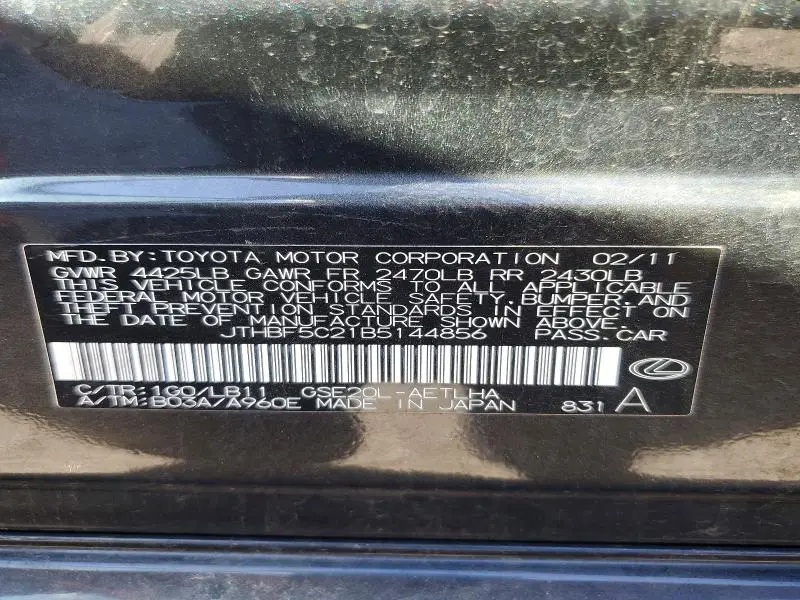 MFD.BY:TOYOTA MOTOR CORPORATION 02/11
GVWR 4425LB GAWR FR 2470LB RR 2430LB
THIS VEHICLE CONFORMS TO ALL APPLICABLE
FEDERAL MOTOR VEHICLE SAFETY,BUMPER,AND
THEFT PREVENTION STANDARDS IN EFFECT ON
THE DATE OF MANUFACTURE SHOWN ABOVE.
JTHBF5C21B5144856 PASS.CAR
C/TR:1G0/LB11 GSE20L-AETLHA
A/TM:B03A/A960E MADE IN JAPAN 831 A